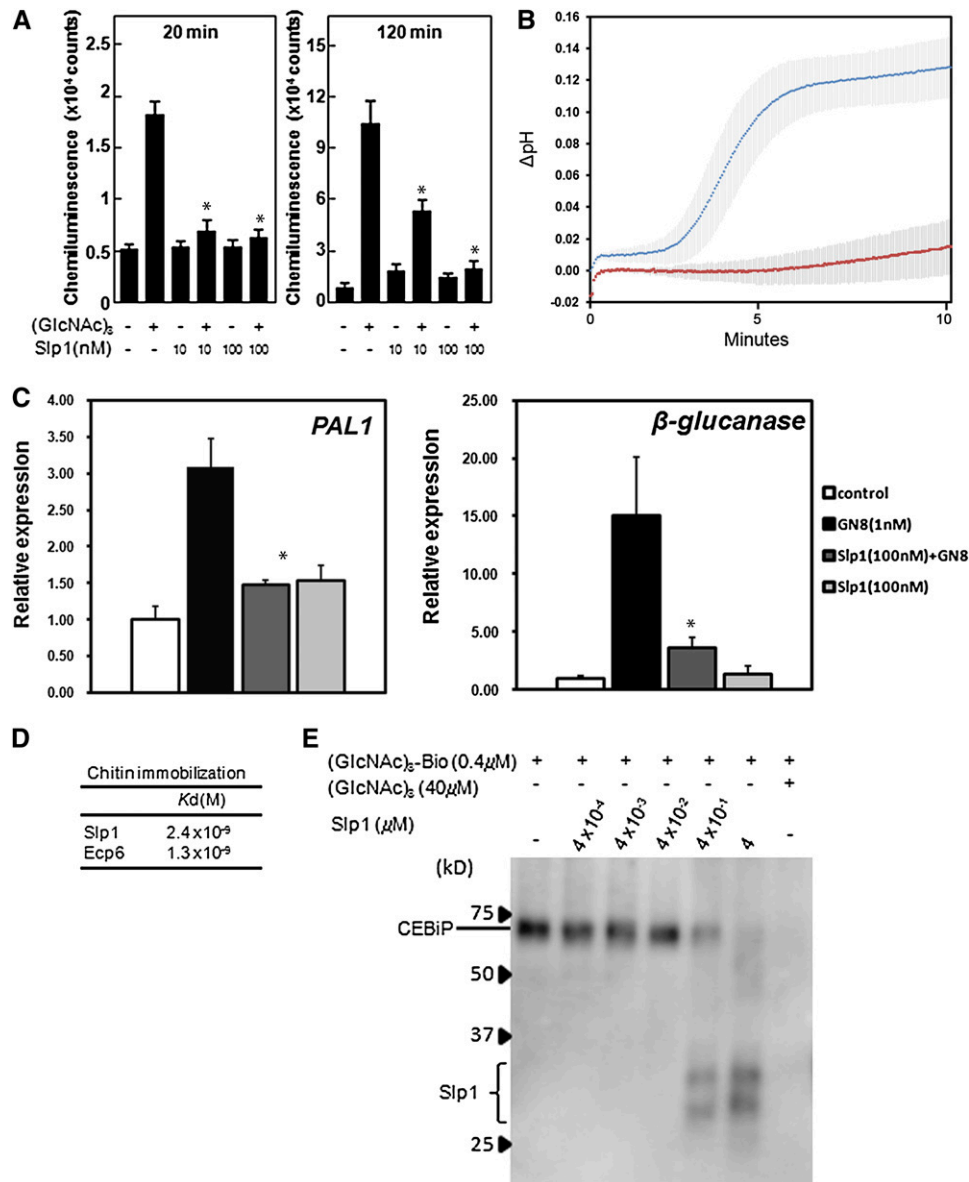 A
20 min
120 min
Chemiluminescence (x10⁴ counts)
2.5
2
1.5
1
0.5
0
*
*
Chemiluminescence (x10⁴ counts)
15
12
9
6
3
0
*
*
(GlcNAc)₈ - + - + - + - + - + - +
Slp1(nM) - - 10 10 100 100 - - 10 10 100 100
B
ΔpH
0.16
0.14
0.12
0.10
0.08
0.06
0.04
0.02
0.00
-0.02
0 5 10
Minutes
C
PAL1
Relative expression
4.00
3.50
3.00
2.50
2.00
1.50
1.00
0.50
0.00
*
β-glucanase
Relative expression
25.00
20.00
15.00
10.00
5.00
0.00
*
control
GN8(1nM)
Slp1(100nM)+GN8
Slp1(100nM)
D
Chitin immobilization
Kd(M)
Slp1 2.4x10⁻⁹
Ecp6 1.3x10⁻⁹
E
(GlcNAc)₈-Bio (0.4μM) + + + + + + +
(GlcNAc)₈ (40μM) - - - - - - +
Slp1 (μM) - 4x10⁻⁴ 4x10⁻³ 4x10⁻² 4x10⁻¹ 4 -
(kD)
75
CEBiP
50
37
Slp1
25